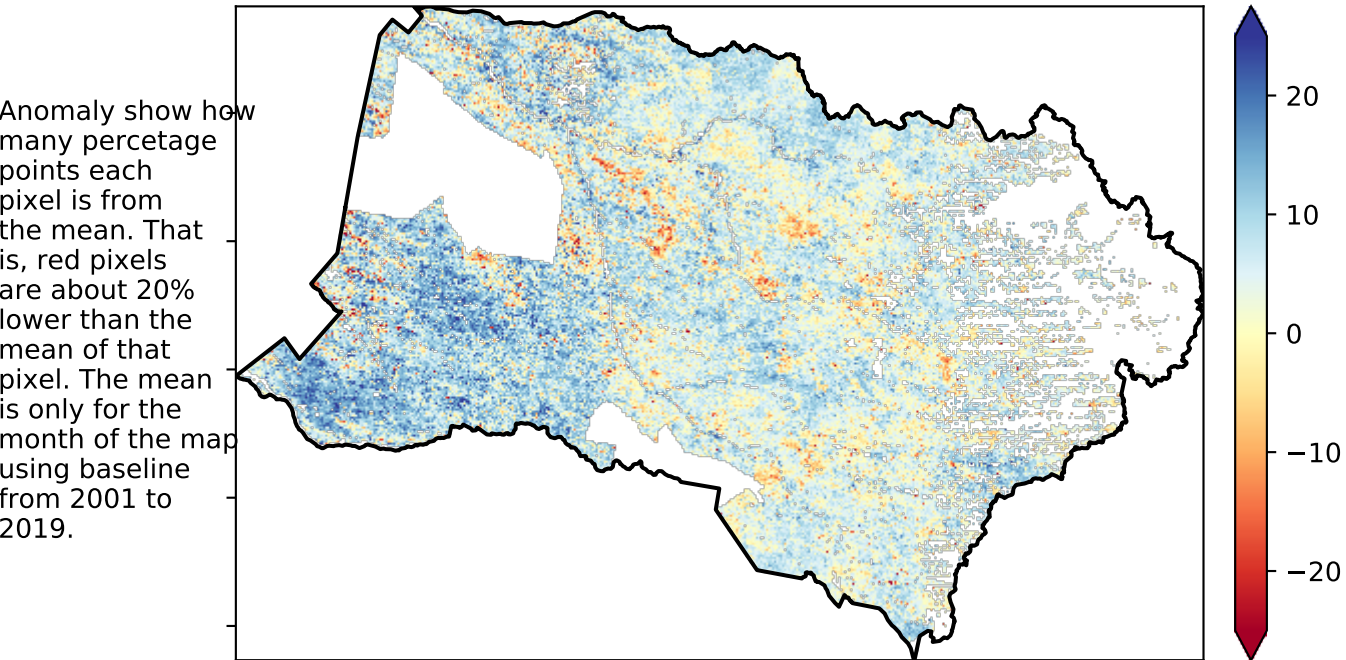 Anomaly show how
many percetage
points each
pixel is from
the mean. That
is, red pixels
are about 20%
lower than the
mean of that
pixel. The mean
is only for the
month of the map
using baseline
from 2001 to
2019.
20
10
0
−10
−20